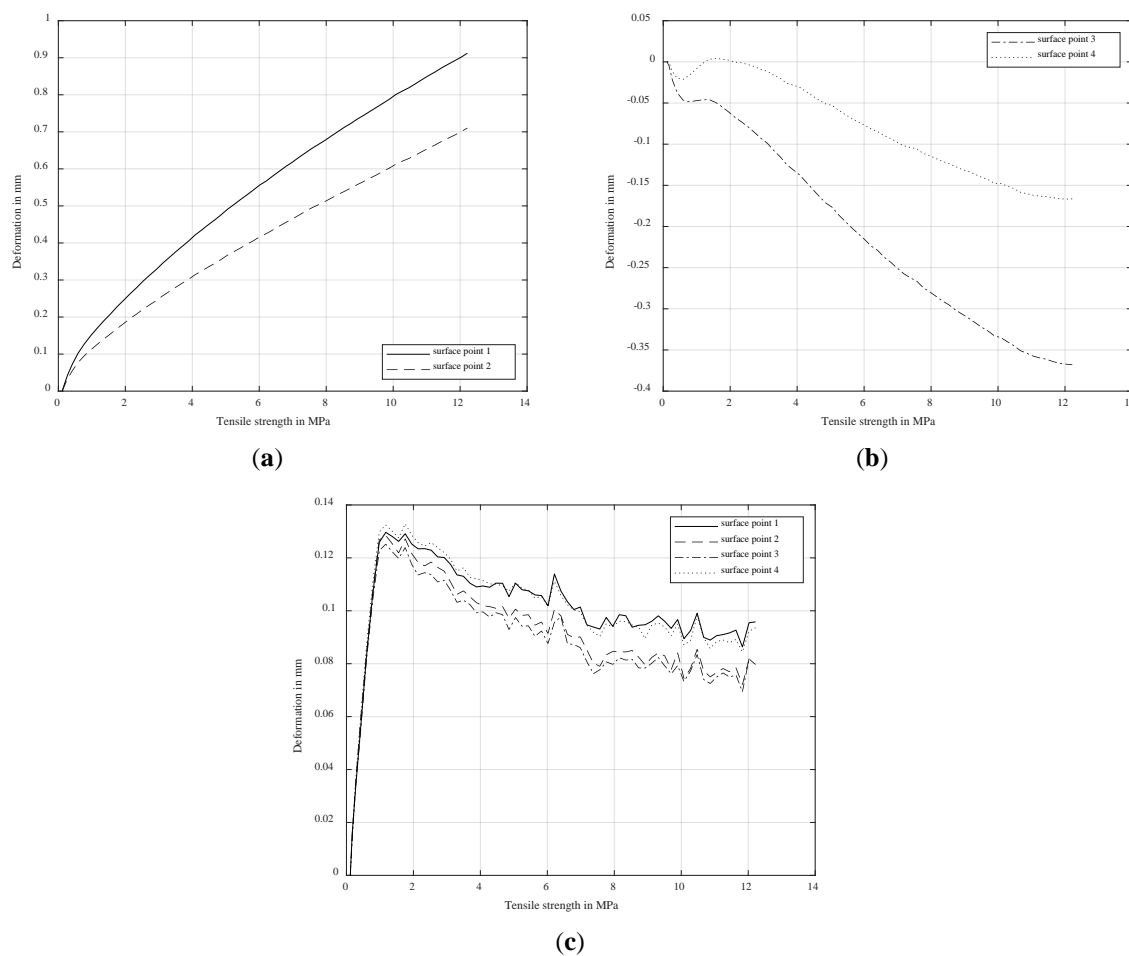 1
0.9
0.8
0.7
0.6
0.5
0.4
0.3
0.2
0.1
0
Deformation in mm
surface point 1
surface point 2
0 2 4 6 8 10 12 14
Tensile strength in MPa
(a)
0.05
0
-0.05
-0.1
-0.15
-0.2
-0.25
-0.3
-0.35
-0.4
Deformation in mm
surface point 3
surface point 4
0 2 4 6 8 10 12 14
Tensile strength in MPa
(b)
0.14
0.12
0.1
0.08
0.06
0.04
0.02
0
Deformation in mm
surface point 1
surface point 2
surface point 3
surface point 4
0 2 4 6 8 10 12 14
Tensile strength in MPa
(c)